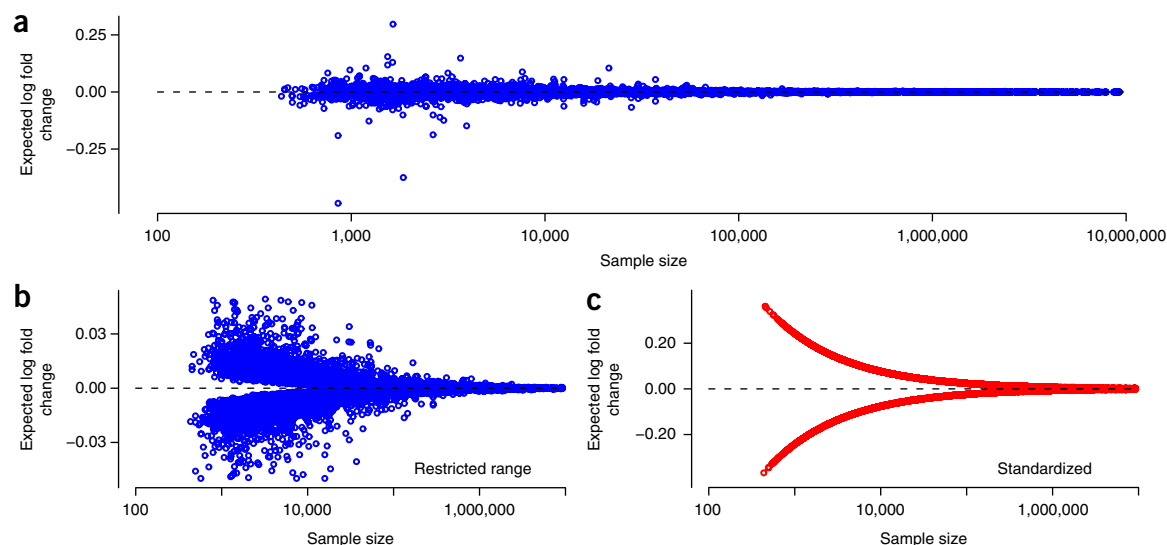 a
Expected log fold
change
0.25
0.00
−0.25
100
1,000
10,000
100,000
1,000,000
10,000,000
Sample size
b
Expected log fold
change
0.03
0.00
−0.03
Restricted range
100
10,000
1,000,000
Sample size
c
Expected log fold
change
0.20
0.00
−0.20
Standardized
100
10,000
1,000,000
Sample size